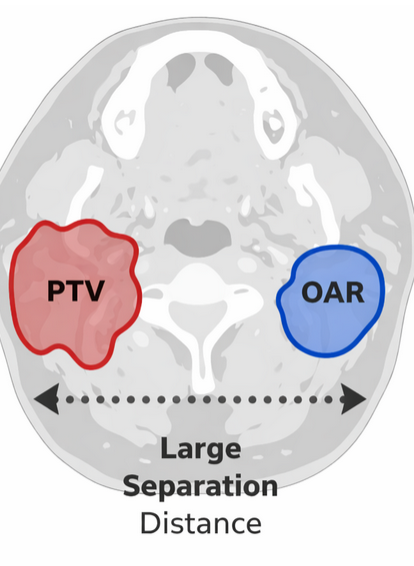 PTV
OAR
Large
Separation
Distance